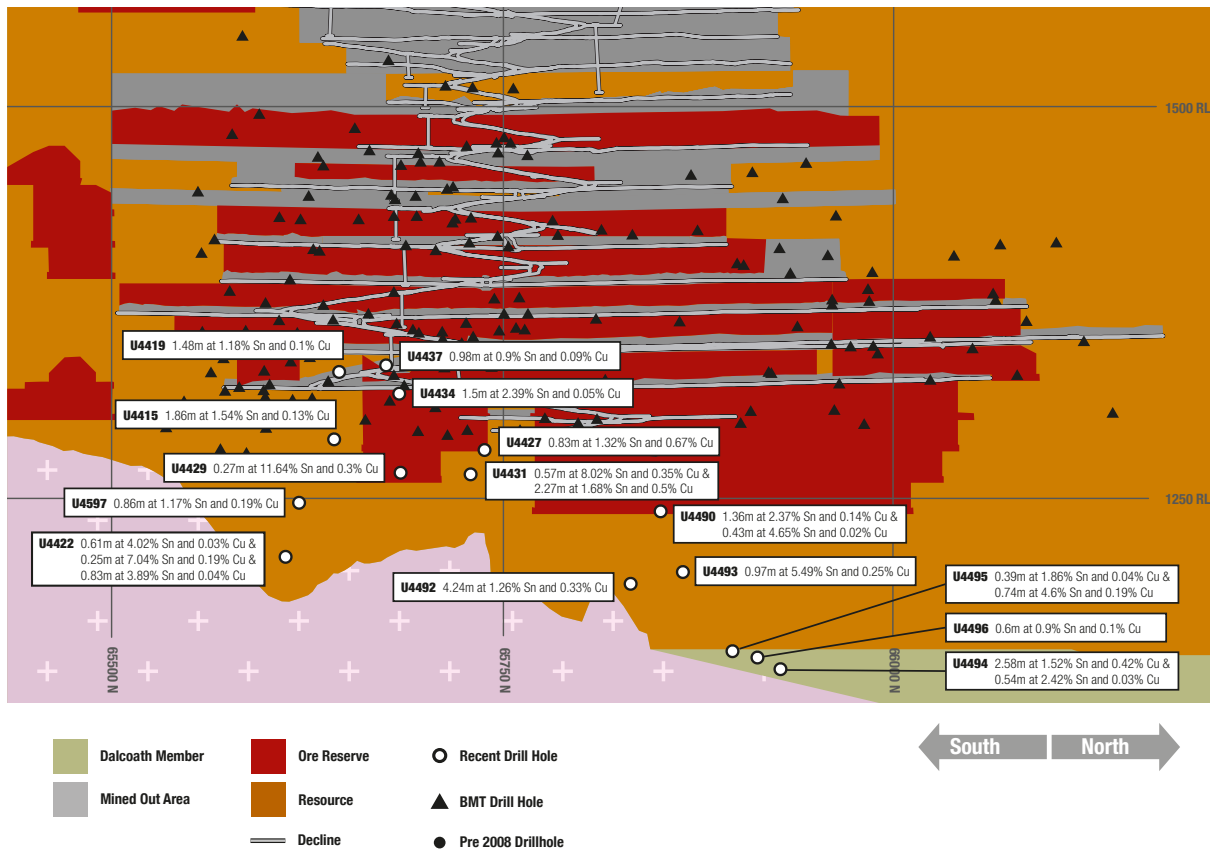 1500 RL
U4419 1.48m at 1.18% Sn and 0.1% Cu
U4437 0.98m at 0.9% Sn and 0.09% Cu
U4434 1.5m at 2.39% Sn and 0.05% Cu
U4415 1.86m at 1.54% Sn and 0.13% Cu
U4427 0.83m at 1.32% Sn and 0.67% Cu
U4429 0.27m at 11.64% Sn and 0.3% Cu
U4431 0.57m at 8.02% Sn and 0.35% Cu &
2.27m at 1.68% Sn and 0.5% Cu
1250 RL
U4597 0.86m at 1.17% Sn and 0.19% Cu
U4490 1.36m at 2.37% Sn and 0.14% Cu &
0.43m at 4.65% Sn and 0.02% Cu
U4422 0.61m at 4.02% Sn and 0.03% Cu &
0.25m at 7.04% Sn and 0.19% Cu &
0.83m at 3.89% Sn and 0.04% Cu
U4493 0.97m at 5.49% Sn and 0.25% Cu
U4492 4.24m at 1.26% Sn and 0.33% Cu
U4495 0.39m at 1.86% Sn and 0.04% Cu &
0.74m at 4.6% Sn and 0.19% Cu
U4496 0.6m at 0.9% Sn and 0.1% Cu
U4494 2.58m at 1.52% Sn and 0.42% Cu &
0.54m at 2.42% Sn and 0.03% Cu
65500 N
65750 N
66000 N
Dalcoath Member
Mined Out Area
Ore Reserve
Resource
Decline
Recent Drill Hole
BMT Drill Hole
Pre 2008 Drillhole
South
North